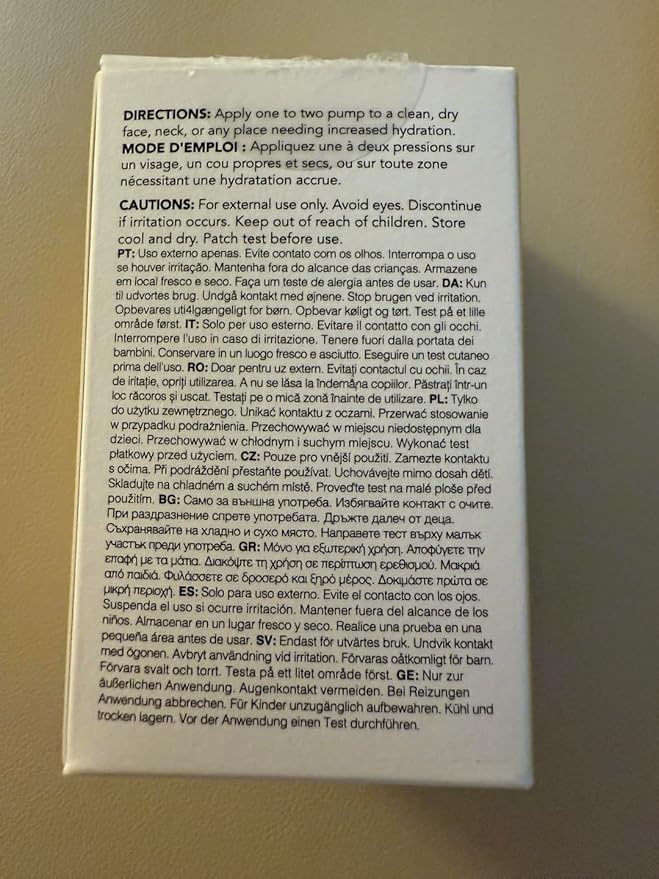 DIRECTIONS: Apply one to two pump to a clean, dry
face, neck, or any place needing increased hydration.
MODE D'EMPLOI : Appliquez une à deux pressions sur
un visage, un cou propres et secs, ou sur toute zone
nécessitant une hydratation accrue.
CAUTIONS: For external use only. Avoid eyes. Discontinue
if irritation occurs. Keep out of reach of children. Store
cool and dry. Patch test before use.
PT: Uso externo apenas. Evite contato com os olhos. Interrompa o uso
se houver irritação. Mantenha fora do alcance das crianças. Armazene
em local fresco e seco. Faça um teste de alergia antes de usar. DA: Kun
til udvortes brug. Undgå kontakt med øjnene. Stop brugen ved irritation.
Opbevares uti4lgængeligt for børn. Opbevar køligt og tørt. Test på et lille
område først. IT: Solo per uso esterno. Evitare il contatto con gli occhi.
Interrompere l'uso in caso di irritazione. Tenere fuori dalla portata dei
bambini. Conservare in un luogo fresco e asciutto. Eseguire un test cutaneo
prima dell'uso. RO: Doar pentru uz extern. Evitați contactul cu ochii. În caz
de iritație, opriți utilizarea. A nu se lăsa la îndemâna copiilor. Păstrați într-un
loc răcoros și uscat. Testați pe o mică zonă înainte de utilizare. PL: Tylko
do użytku zewnętrznego. Unikać kontaktu z oczami. Przerwać stosowanie
w przypadku podrażnienia. Przechowywać w miejscu niedostępnym dla
dzieci. Przechowywać w chłodnym i suchym miejscu. Wykonać test
płatkowy przed użyciem. CZ: Pouze pro vnější použití. Zamezte kontaktu
s očima. Při podráždění přestaňte používat. Uchovávejte mimo dosah dětí.
Skladujte na chladném a suchém místě. Proveďte test na malé ploše před
použitím. BG: Само за външна употреба. Избягвайте контакт с очите.
При раздразнение спрете употребата. Дръжте далеч от деца.
Съхранявайте на хладно и сухо място. Направете тест върху малък
участък преди употреба. GR: Μόνο για εξωτερική χρήση. Αποφύγετε την
επαφή με τα μάτια. Διακόψτε τη χρήση σε περίπτωση ερεθισμού. Μακριά
από παιδιά. Φυλάσσετε σε δροσερό και ξηρό μέρος. Δοκιμάστε πρώτα σε
μικρή περιοχή. ES: Solo para uso externo. Evite el contacto con los ojos.
Suspenda el uso si ocurre irritación. Mantener fuera del alcance de los
niños. Almacenar en un lugar fresco y seco. Realice una prueba en una
pequeña área antes de usar. SV: Endast för utvärtes bruk. Undvik kontakt
med ögonen. Avbryt användning vid irritation. Förvaras oåtkomligt för barn.
Förvara svalt och torrt. Testa på ett litet område först. GE: Nur zur
äußerlichen Anwendung. Augenkontakt vermeiden. Bei Reizungen
Anwendung abbrechen. Für Kinder unzugänglich aufbewahren. Kühl und
trocken lagern. Vor der Anwendung einen Test durchführen.